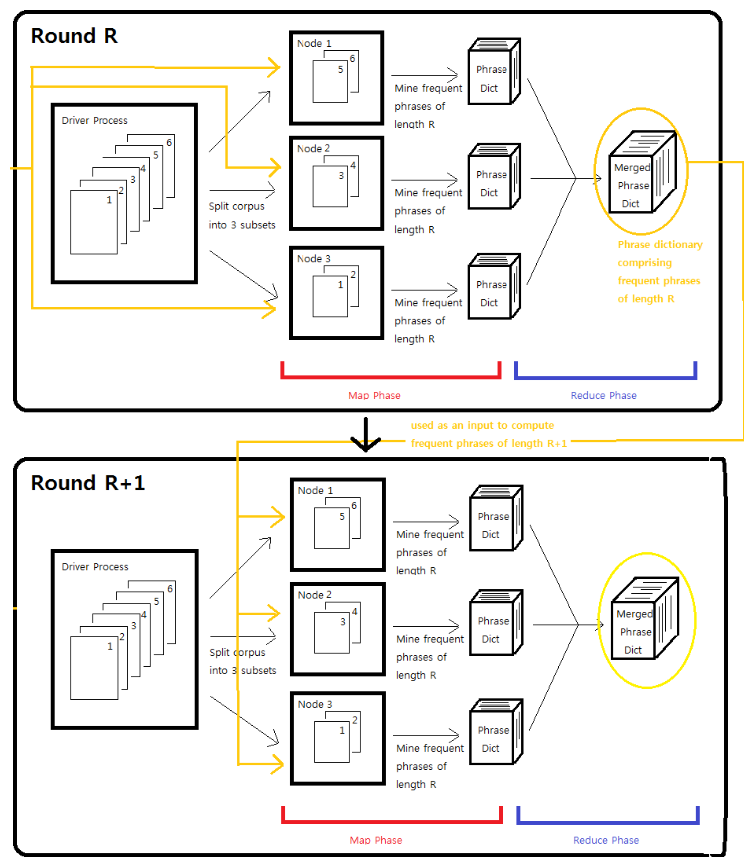 Round R
Driver Process
1
2
3
4
5
6
Split corpus
into 3 subsets
Node 1
5
6
Node 2
3
4
Node 3
1
2
Mine frequent
phrases of
length R
Mine frequent
phrases of
length R
Mine frequent
phrases of
length R
Phrase
Dict
Phrase
Dict
Phrase
Dict
Merged
Phrase
Dict
Phrase dictionary
comprising
frequent phrases
of length R
Map Phase
Reduce Phase
used as an input to compute
frequent phrases of length R+1
Round R+1
Driver Process
1
2
3
4
5
6
Split corpus
into 3 subsets
Node 1
5
6
Node 2
3
4
Node 3
1
2
Mine frequent
phrases of
length R
Mine frequent
phrases of
length R
Mine frequent
phrases of
length R
Phrase
Dict
Phrase
Dict
Phrase
Dict
Merged
Phrase
Dict
Map Phase
Reduce Phase